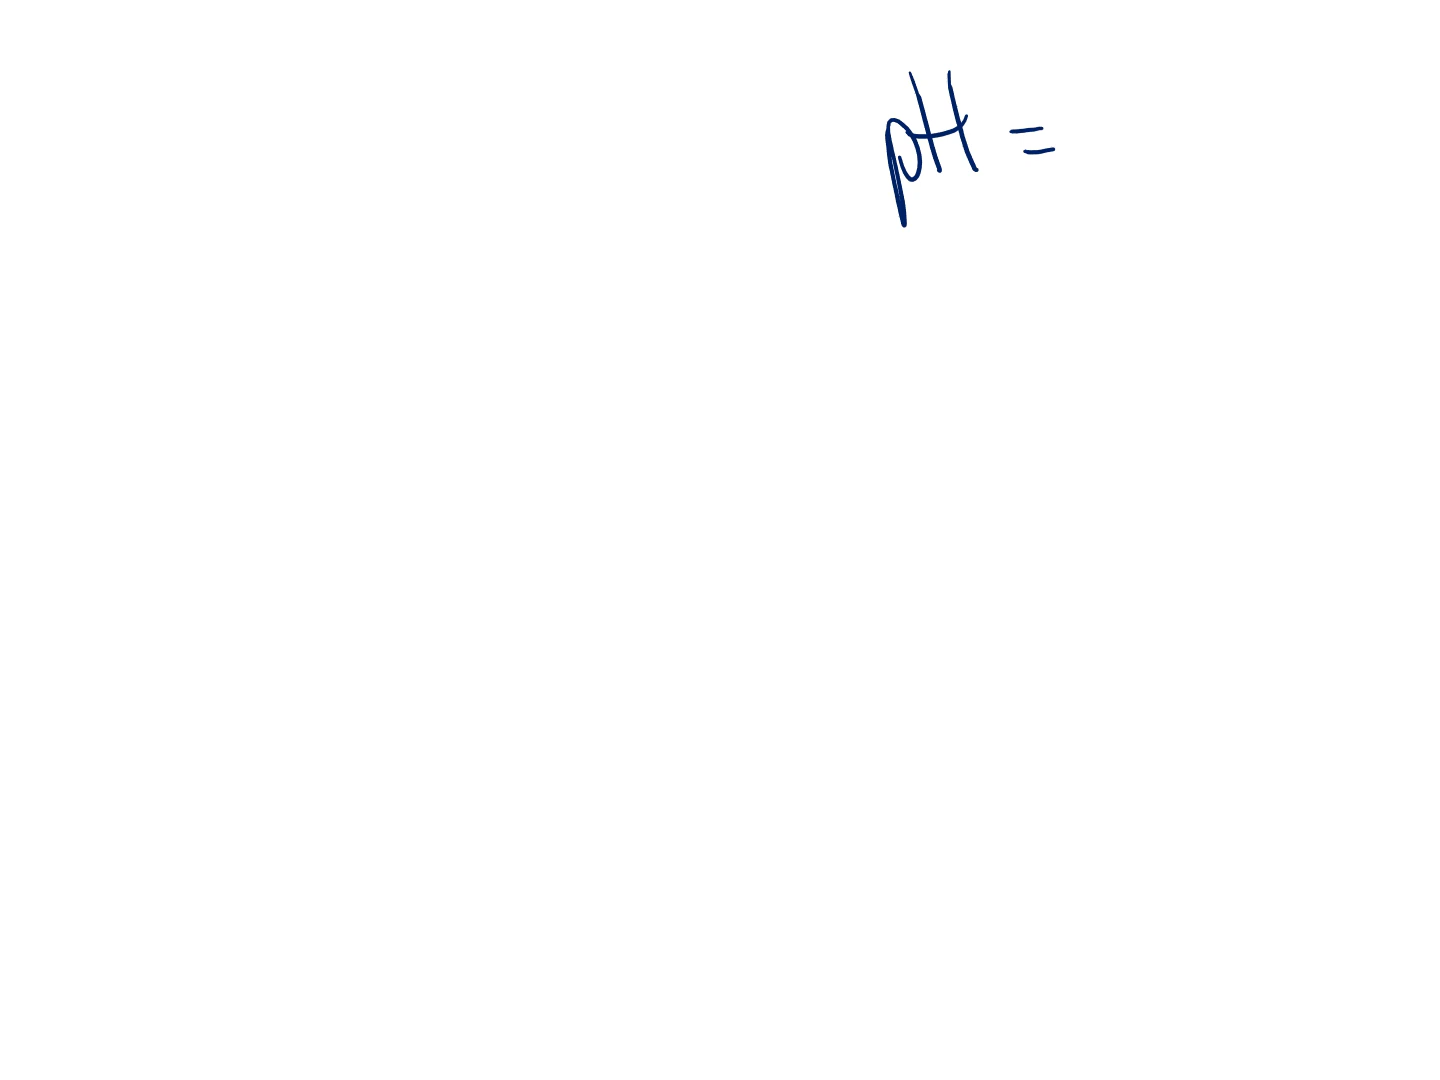 pH =